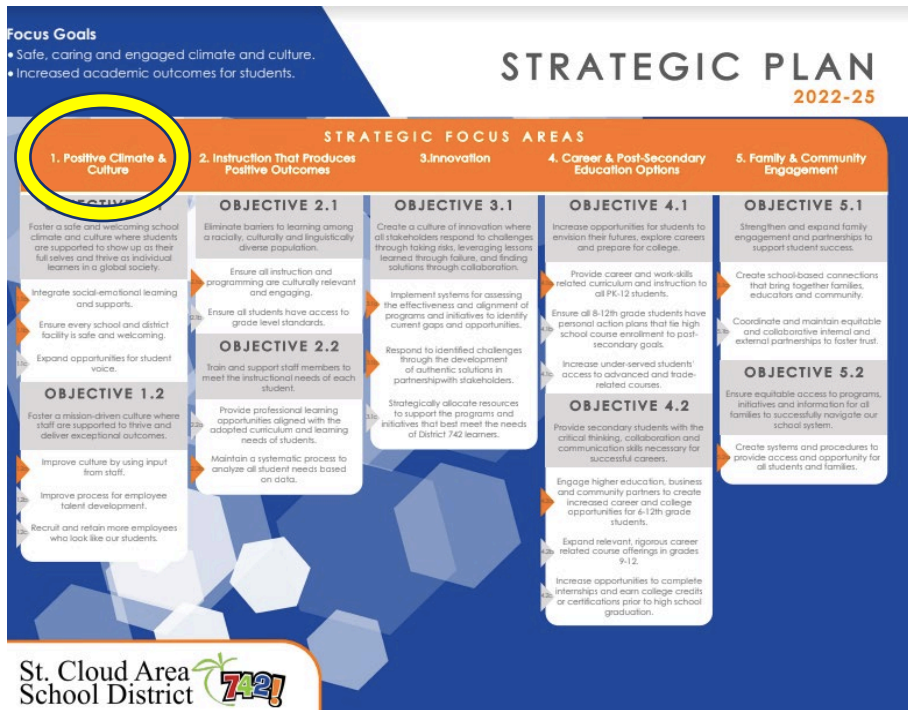 Focus Goals
• Safe, caring and engaged climate and culture.
• Increased academic outcomes for students.
STRATEGIC PLAN
2022-25
STRATEGIC FOCUS AREAS
1. Positive Climate &
Culture
2. Instruction That Produces
Positive Outcomes
3.Innovation
4. Career & Post-Secondary
Education Options
5. Family & Community
Engagement
OBJECTIVE
Foster a safe and welcoming school
climate and culture where students
are supported to show up as their
full selves and thrive as individual
learners in a global society.
Integrate social-emotional learning
and supports.
Ensure every school and district
facility is safe and welcoming.
Expand opportunities for student
voice.
OBJECTIVE 1.2
Foster a mission-driven culture where
staff are supported to thrive and
deliver exceptional outcomes.
Improve culture by using input
from staff.
Improve process for employee
talent development.
Recruit and retain more employees
who look like our students.
OBJECTIVE 2.1
Eliminate barriers to learning among
a racially, culturally and linguistically
diverse population.
Ensure all instruction and
programming are culturally relevant
and engaging.
Ensure all students have access to
grade level standards.
OBJECTIVE 2.2
Train and support staff members to
meet the instructional needs of each
student.
Provide professional learning
opportunities aligned with the
adopted curriculum and learning
needs of students.
Maintain a systematic process to
analyze all student needs based
on data.
OBJECTIVE 3.1
Create a culture of innovation where
all stakeholders respond to challenges
through taking risks, leveraging lessons
learned through failure, and finding
solutions through collaboration.
Implement systems for assessing
the effectiveness and alignment of
programs and initiatives to identify
current gaps and opportunities.
Respond to identified challenges
through the development
of authentic solutions in
partnershipwith stakeholders.
Strategically allocate resources
to support the programs and
initiatives that best meet the needs
of District 742 learners.
OBJECTIVE 4.1
Increase opportunities for students to
envision their futures, explore careers
and prepare for college.
Provide career and work-skills
related curriculum and instruction to
all PK-12 students.
Ensure all 8-12th grade students have
personal action plans that tie high
school course enrollment to post-
secondary goals.
Increase under-served students'
access to advanced and trade-
related courses.
OBJECTIVE 4.2
Provide secondary students with the
critical thinking, collaboration and
communication skills necessary for
successful careers.
Engage higher education, business
and community partners to create
increased career and college
opportunities for 6-12th grade
students.
4.2b Expand relevant, rigorous career
related course offerings in grades
9-12.
Increase opportunities to complete
internships and earn college credits
or certifications prior to high school
graduation.
OBJECTIVE 5.1
Strengthen and expand family
engagement and partnerships to
support student success.
Create school-based connections
that bring together families,
educators and community.
Coordinate and maintain equitable
and collaborative internal and
external partnerships to foster trust.
OBJECTIVE 5.2
Ensure equitable access to programs,
initiatives and information for all
families to successfully navigate our
school system.
Create systems and procedures to
provide access and opportunity for
all students and families.
St. Cloud Area
School District
742!